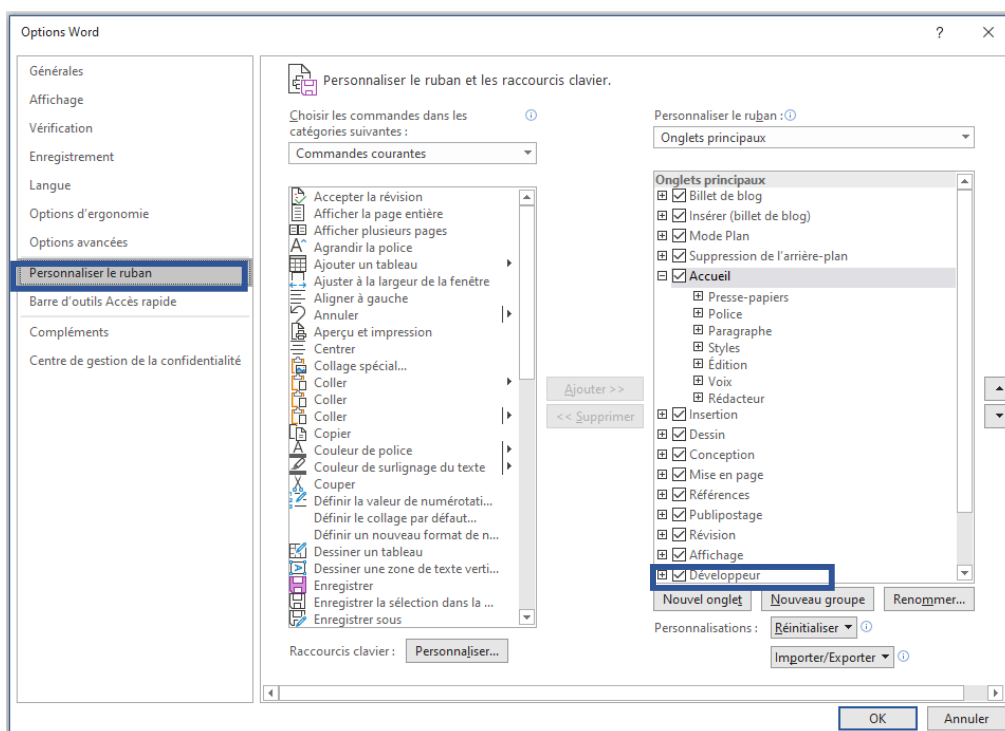 Options Word
?
Générales
Affichage
Vérification
Enregistrement
Langue
Options d'ergonomie
Options avancées
Personnaliser le ruban
Barre d'outils Accès rapide
Compléments
Centre de gestion de la confidentialité
Personnaliser le ruban et les raccourcis clavier.
Choisir les commandes dans les
catégories suivantes :
Commandes courantes
Accepter la révision
Afficher la page entière
Afficher plusieurs pages
Agrandir la police
Ajouter un tableau
Ajuster à la largeur de la fenêtre
Aligner à gauche
Annuler
Aperçu et impression
Centrer
Collage spécial...
Coller
Coller
Coller
Copier
Couleur de police
Couleur de surlignage du texte
Couper
Définir la valeur de numérotati...
Définir le collage par défaut...
Définir un nouveau format de n...
Dessiner un tableau
Dessiner une zone de texte verti...
Enregistrer
Enregistrer la sélection dans la ...
Enregistrer sous
Raccourcis clavier :
Personnaliser...
Ajouter >>
<< Supprimer
Personnaliser le ruban :
Onglets principaux
Onglets principaux
Billet de blog
Insérer (billet de blog)
Mode Plan
Suppression de l'arrière-plan
Accueil
Presse-papiers
Police
Paragraphe
Styles
Édition
Voix
Rédacteur
Insertion
Dessin
Conception
Mise en page
Références
Publipostage
Révision
Affichage
Développeur
Nouvel onglet
Nouveau groupe
Renommer...
Personnalisations :
Réinitialiser
Importer/Exporter
OK
Annuler